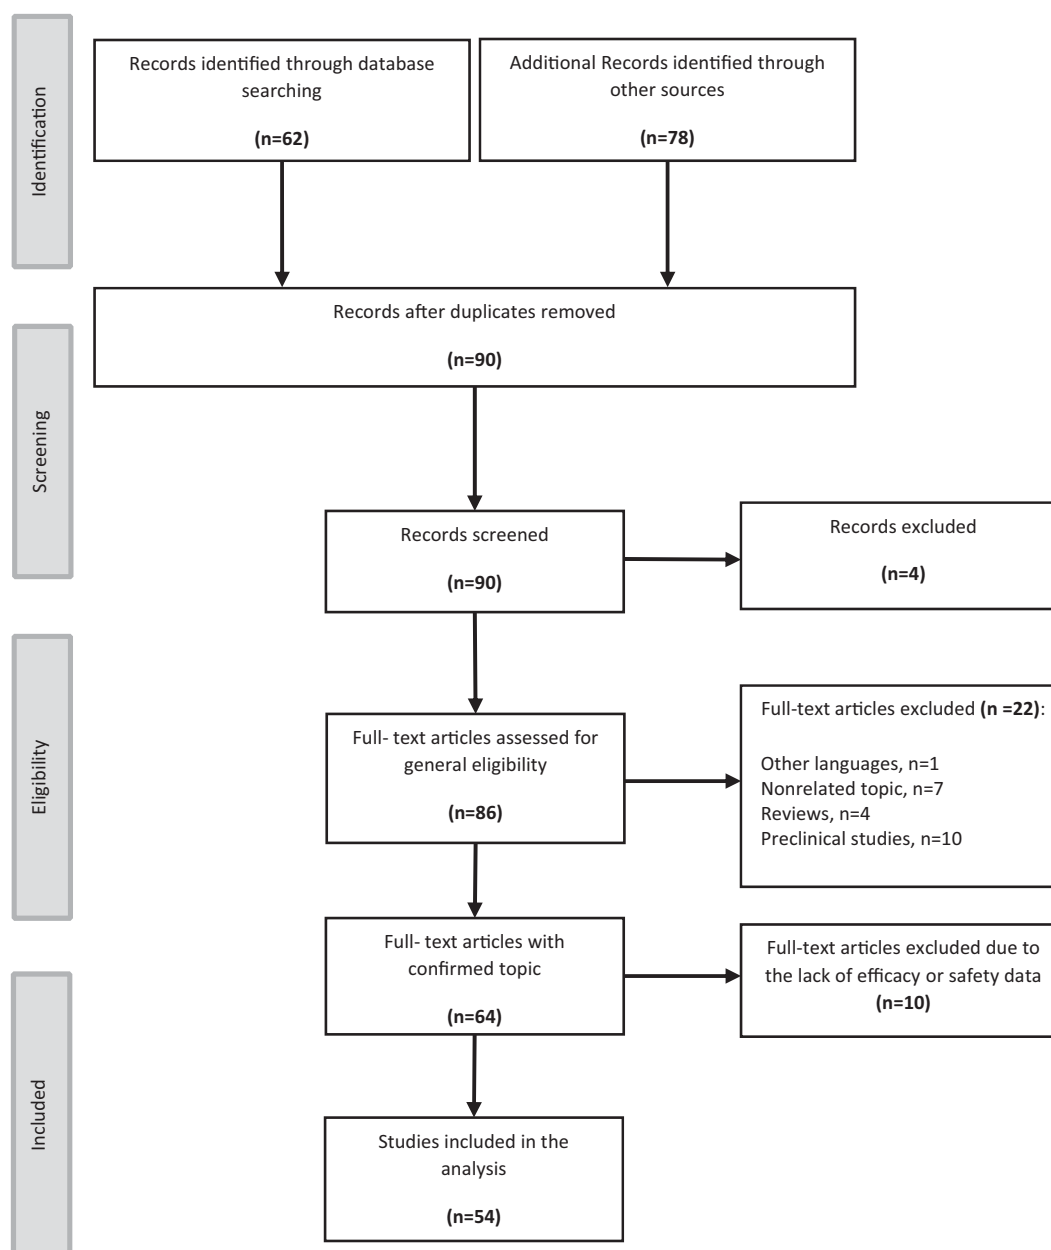 Identification
Records identified through database
searching
(n=62)
Additional Records identified through
other sources
(n=78)
Records after duplicates removed
(n=90)
Screening
Records screened
(n=90)
Records excluded
(n=4)
Eligibility
Full- text articles assessed for
general eligibility
(n=86)
Full-text articles excluded (n =22):
Other languages, n=1
Nonrelated topic, n=7
Reviews, n=4
Preclinical studies, n=10
Full- text articles with
confirmed topic
(n=64)
Full-text articles excluded due to
the lack of efficacy or safety data
(n=10)
Included
Studies included in the
analysis
(n=54)